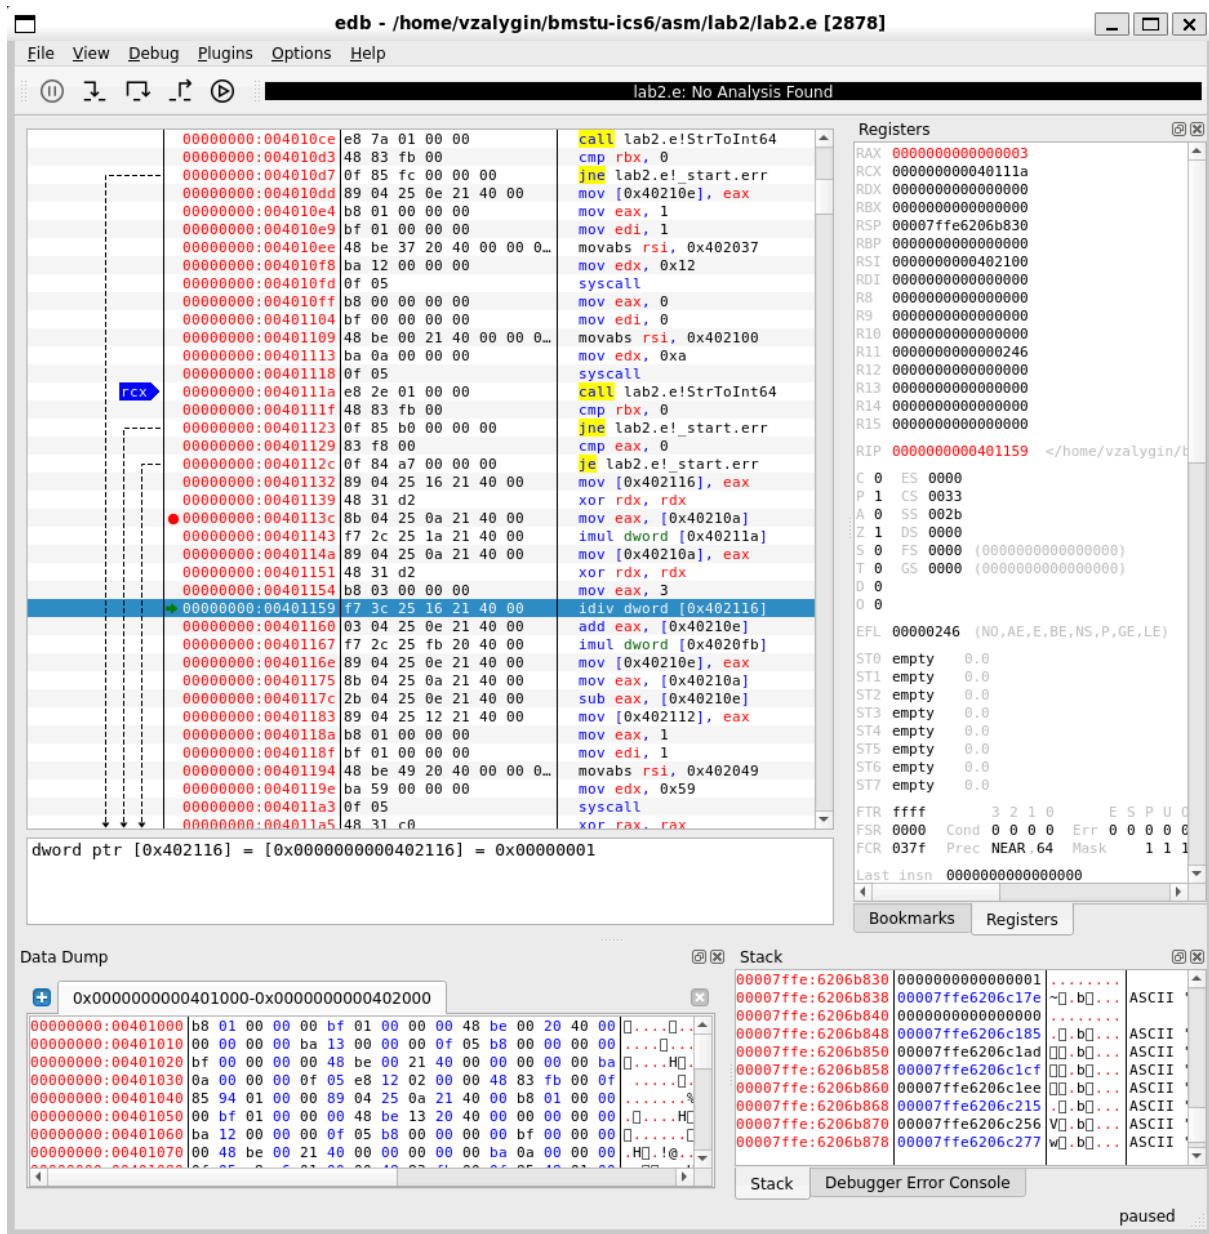 edb - /home/vzalygin/bmstu-ics6/asm/lab2/lab2.e [2878]
File View Debug Plugins Options Help
lab2.e: No Analysis Found
00000000:004010ce e8 7a 01 00 00 call lab2.e!StrToInt64
00000000:004010d3 48 83 fb 00 cmp rbx, 0
00000000:004010d7 0f 85 fc 00 00 00 jne lab2.e!_start.err
00000000:004010dd 89 04 25 0e 21 40 00 mov [0x40210e], eax
00000000:004010e4 b8 01 00 00 00 mov eax, 1
00000000:004010e9 bf 01 00 00 00 mov edi, 1
00000000:004010ee 48 be 37 20 40 00 00 0… movabs rsi, 0x402037
00000000:004010f8 ba 12 00 00 00 mov edx, 0x12
00000000:004010fd 0f 05 syscall
00000000:004010ff b8 00 00 00 00 mov eax, 0
00000000:00401104 bf 00 00 00 00 mov edi, 0
00000000:00401109 48 be 00 21 40 00 00 0… movabs rsi, 0x402100
00000000:00401113 ba 0a 00 00 00 mov edx, 0xa
00000000:00401118 0f 05 syscall
rcx 00000000:0040111a e8 2e 01 00 00 call lab2.e!StrToInt64
00000000:0040111f 48 83 fb 00 cmp rbx, 0
00000000:00401123 0f 85 b0 00 00 00 jne lab2.e!_start.err
00000000:00401129 83 f8 00 cmp eax, 0
00000000:0040112c 0f 84 a7 00 00 00 je lab2.e!_start.err
00000000:00401132 89 04 25 16 21 40 00 mov [0x402116], eax
00000000:00401139 48 31 d2 xor rdx, rdx
00000000:0040113c 8b 04 25 0a 21 40 00 mov eax, [0x40210a]
00000000:00401143 f7 2c 25 1a 21 40 00 imul dword [0x40211a]
00000000:0040114a 89 04 25 0a 21 40 00 mov [0x40210a], eax
00000000:00401151 48 31 d2 xor rdx, rdx
00000000:00401154 b8 03 00 00 00 mov eax, 3
00000000:00401159 f7 3c 25 16 21 40 00 idiv dword [0x402116]
00000000:00401160 03 04 25 0e 21 40 00 add eax, [0x40210e]
00000000:00401167 f7 2c 25 fb 20 40 00 imul dword [0x4020fb]
00000000:0040116e 89 04 25 0e 21 40 00 mov [0x40210e], eax
00000000:00401175 8b 04 25 0a 21 40 00 mov eax, [0x40210a]
00000000:0040117c 2b 04 25 0e 21 40 00 sub eax, [0x40210e]
00000000:00401183 89 04 25 12 21 40 00 mov [0x402112], eax
00000000:0040118a b8 01 00 00 00 mov eax, 1
00000000:0040118f bf 01 00 00 00 mov edi, 1
00000000:00401194 48 be 49 20 40 00 00 0… movabs rsi, 0x402049
00000000:0040119e ba 59 00 00 00 mov edx, 0x59
00000000:004011a3 0f 05 syscall
00000000:004011a5 48 31 c0 xor rax, rax
dword ptr [0x402116] = [0x0000000000402116] = 0x00000001
Registers
RAX 0000000000000003
RCX 000000000040111a
RDX 0000000000000000
RBX 0000000000000000
RSP 00007ffe6206b830
RBP 0000000000000000
RSI 0000000000402100
RDI 0000000000000000
R8 0000000000000000
R9 0000000000000000
R10 0000000000000000
R11 0000000000000246
R12 0000000000000000
R13 0000000000000000
R14 0000000000000000
R15 0000000000000000
RIP 0000000000401159 </home/vzalygin/b
C 0 ES 0000
P 1 CS 0033
A 0 SS 002b
Z 1 DS 0000
S 0 FS 0000 (0000000000000000)
T 0 GS 0000 (0000000000000000)
D 0
O 0
EFL 00000246 (NO,AE,E,BE,NS,P,GE,LE)
ST0 empty 0.0
ST1 empty 0.0
ST2 empty 0.0
ST3 empty 0.0
ST4 empty 0.0
ST5 empty 0.0
ST6 empty 0.0
ST7 empty 0.0
FTR ffff 3 2 1 0 E S P U O
FSR 0000 Cond 0 0 0 0 Err 0 0 0 0 0
FCR 037f Prec NEAR,64 Mask 1 1 1
Last insn 0000000000000000
Bookmarks Registers
Data Dump
0x0000000000401000-0x0000000000402000
00000000:00401000 b8 01 00 00 00 bf 01 00 00 00 48 be 00 20 40 00
00000000:00401010 00 00 00 00 ba 13 00 00 00 0f 05 b8 00 00 00 00
00000000:00401020 bf 00 00 00 00 48 be 00 21 40 00 00 00 00 00 ba
00000000:00401030 0a 00 00 00 0f 05 e8 12 02 00 00 48 83 fb 00 0f
00000000:00401040 85 94 01 00 00 89 04 25 0a 21 40 00 b8 01 00 00
00000000:00401050 00 bf 01 00 00 00 48 be 13 20 40 00 00 00 00 00
00000000:00401060 ba 12 00 00 00 0f 05 b8 00 00 00 00 bf 00 00 00
00000000:00401070 00 48 be 00 21 40 00 00 00 00 00 ba 0a 00 00 00
Stack
00007ffe:6206b830 0000000000000001 ........
00007ffe:6206b838 00007ffe6206c17e ASCII
00007ffe:6206b840 0000000000000000 ........
00007ffe:6206b848 00007ffe6206c185 ASCII
00007ffe:6206b850 00007ffe6206c1ad ASCII
00007ffe:6206b858 00007ffe6206c1cf ASCII
00007ffe:6206b860 00007ffe6206c1ee ASCII
00007ffe:6206b868 00007ffe6206c215 ASCII
00007ffe:6206b870 00007ffe6206c256 ASCII
00007ffe:6206b878 00007ffe6206c277 ASCII
Stack Debugger Error Console
paused